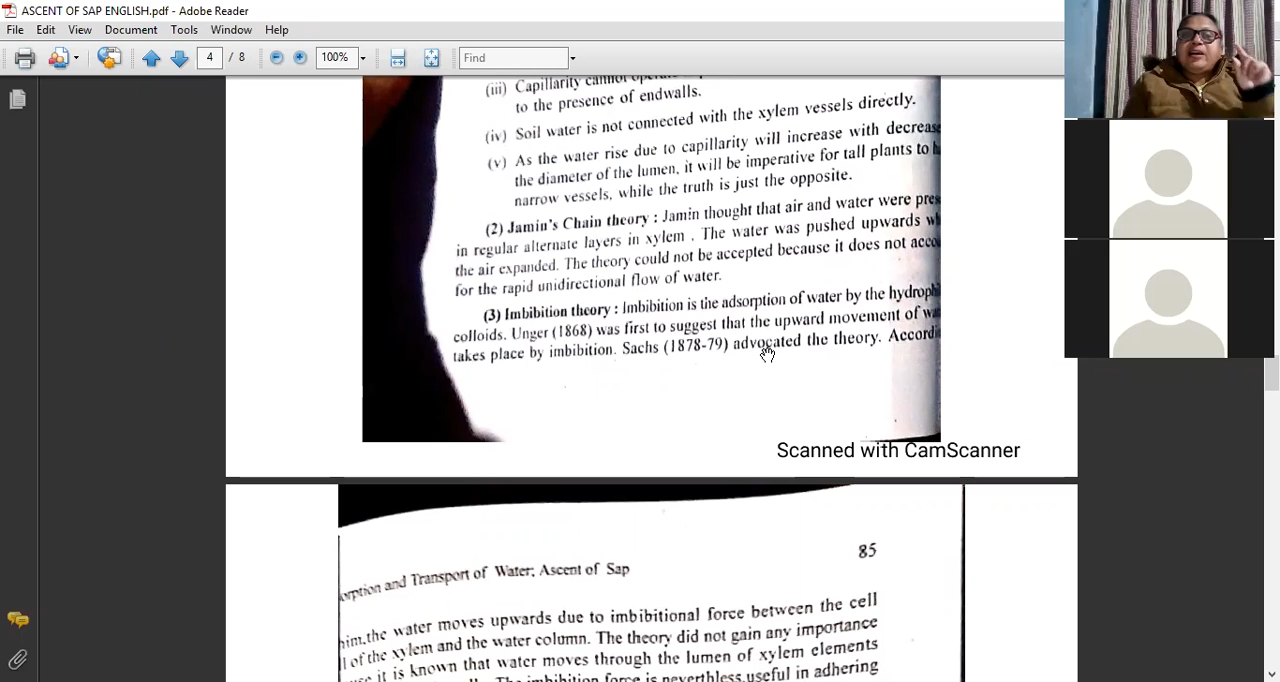 ASCENT OF SAP ENGLISH.pdf - Adobe Reader
File Edit View Document Tools Window Help
4 / 8 100% Find
(iii) Capillarity cannot
to the presence of endwalls.
(iv) Soil water is not connected with the xylem vessels directly.
(v) As the water rise due to capillarity will increase with decrease
the diameter of the lumen, it will be imperative for tall plants to
narrow vessels, while the truth is just the opposite.
(2) Jamin's Chain theory : Jamin thought that air and water were
in regular alternate layers in xylem . The water was pushed upwards
the air expanded. The theory could not be accepted because it does not
for the rapid unidirectional flow of water.
(3) Imbibition theory : Imbibition is the adsorption of water by the
colloids. Unger (1868) was first to suggest that the upward movement of
takes place by imbibition. Sachs (1878-79) advocated the theory.
Scanned with CamScanner
85
orption and Transport of Water; Ascent of Sap
him,the water moves upwards due to imbibitional force between the cell
l of the xylem and the water column. The theory did not gain any importance
it is known that water moves through the lumen of xylem elements
The imbibition force is nevertheless useful in adhering